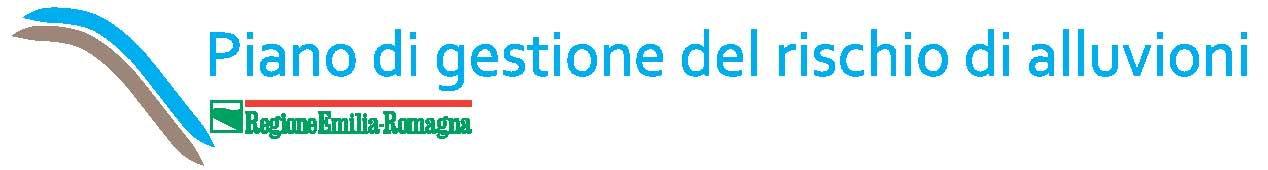 Piano di gestione del rischio di alluvioni
RegioneEmilia-Romagna